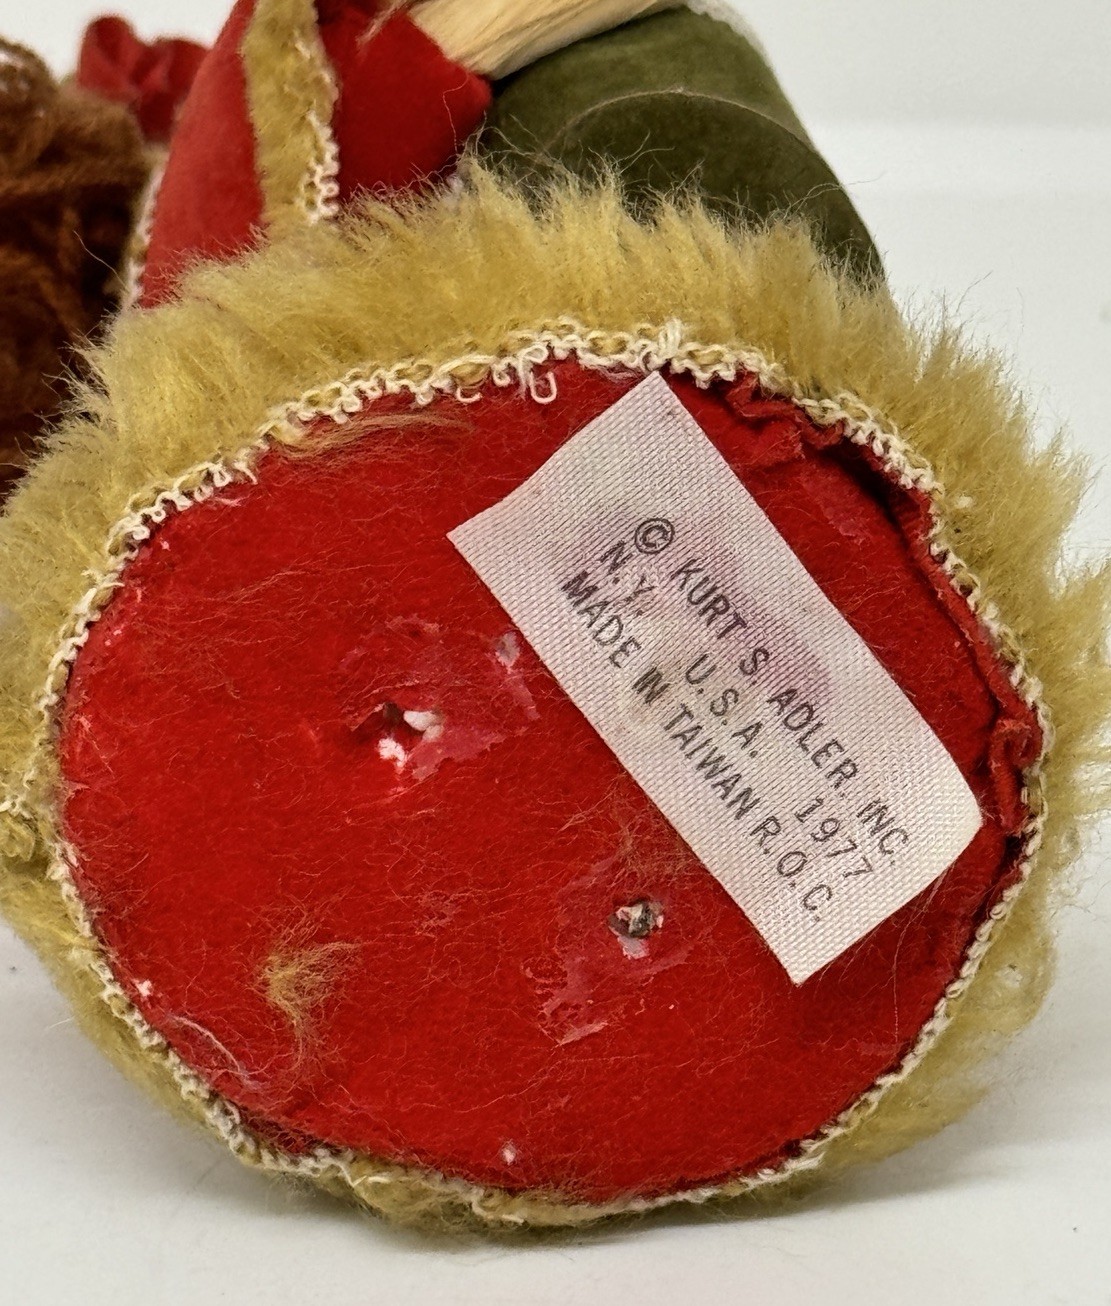 © KURT S ADLER. INC.
N.Y. U.S.A. 1977
MADE IN TAIWAN R.O.C.